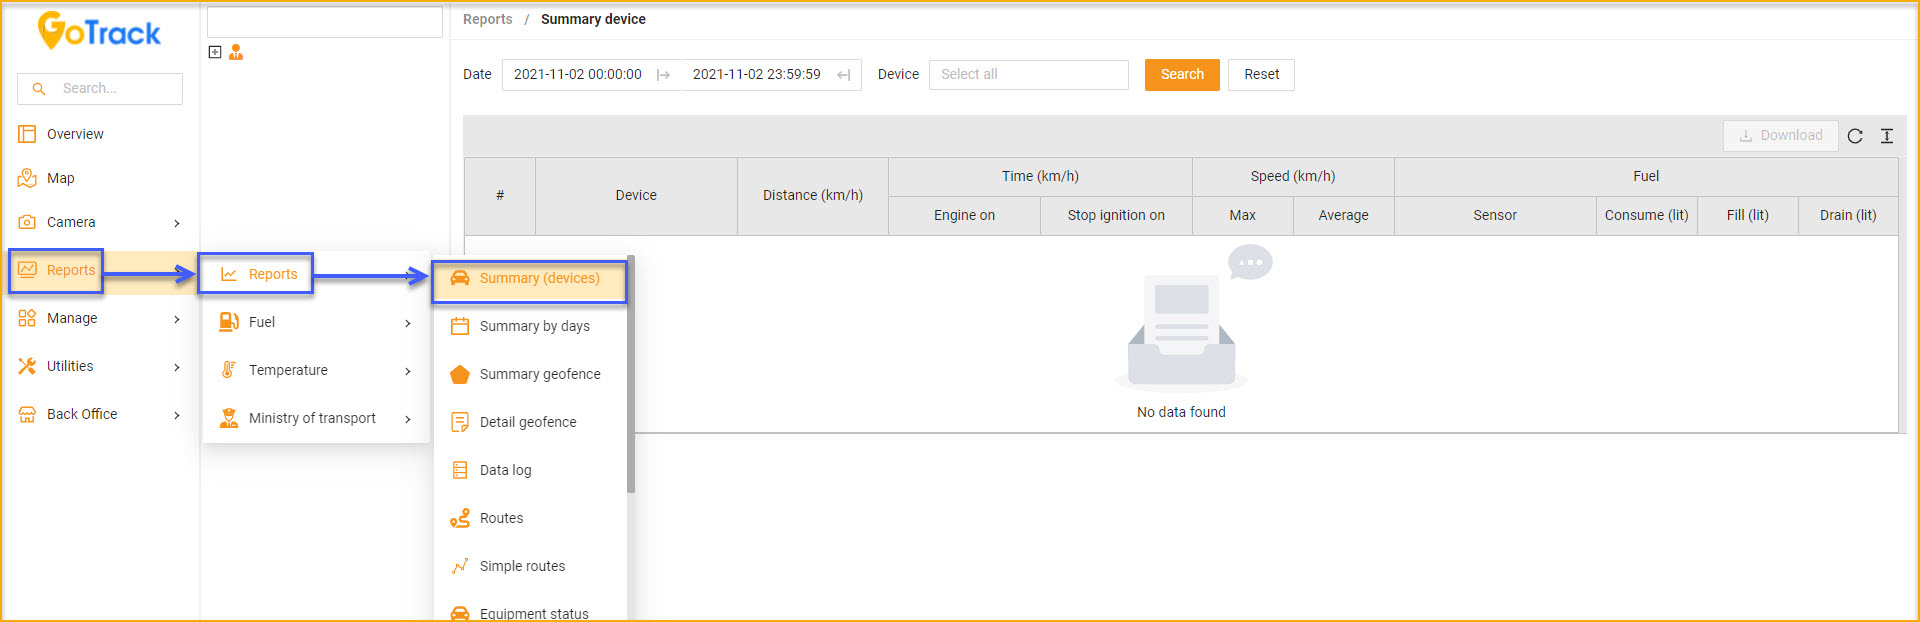 GoTrack
Search...
Overview
Map
Camera
Reports
Manage
Utilities
Back Office
Reports
Fuel
Temperature
Ministry of transport
Summary (devices)
Summary by days
Summary geofence
Detail geofence
Data log
Routes
Simple routes
Equipment status
Reports / Summary device
Date 2021-11-02 00:00:00 2021-11-02 23:59:59 Device Select all Search Reset
Download
# Device Distance (km/h) Time (km/h) Speed (km/h) Fuel
Engine on Stop ignition on Max Average Sensor Consume (lit) Fill (lit) Drain (lit)
No data found